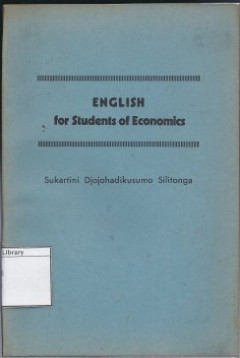 ENGLISH
for Students of Economics
Sukartini Djojohadikusumo Silitonga
Library